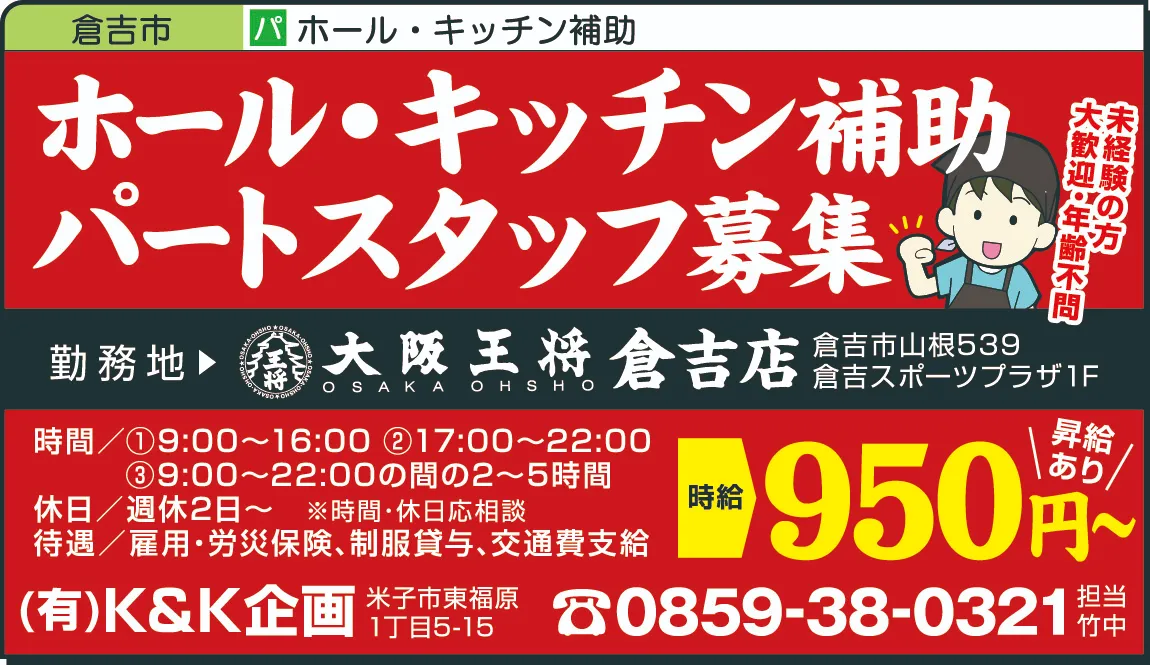 倉吉市
パ ホール・キッチン補助
ホール・キッチン補助
パートスタッフ募集
未経験の方
大歓迎・年齢不問
勤務地▶
OSAKA-OHSHO★OSAKA-OHSHO★
王将
大阪王将 倉吉店
OSAKA OHSHO
倉吉市山根539
倉吉スポーツプラザ1F
時間／①9:00～16:00 ②17:00～22:00
③9:00～22:00の間の2～5時間
休日／週休2日～ ※時間・休日応相談
待遇／雇用・労災保険、制服貸与、交通費支給
時給 950円～
昇給
あり
(有)K&K企画
米子市東福原
1丁目5-15
☎0859-38-0321
担当
竹中